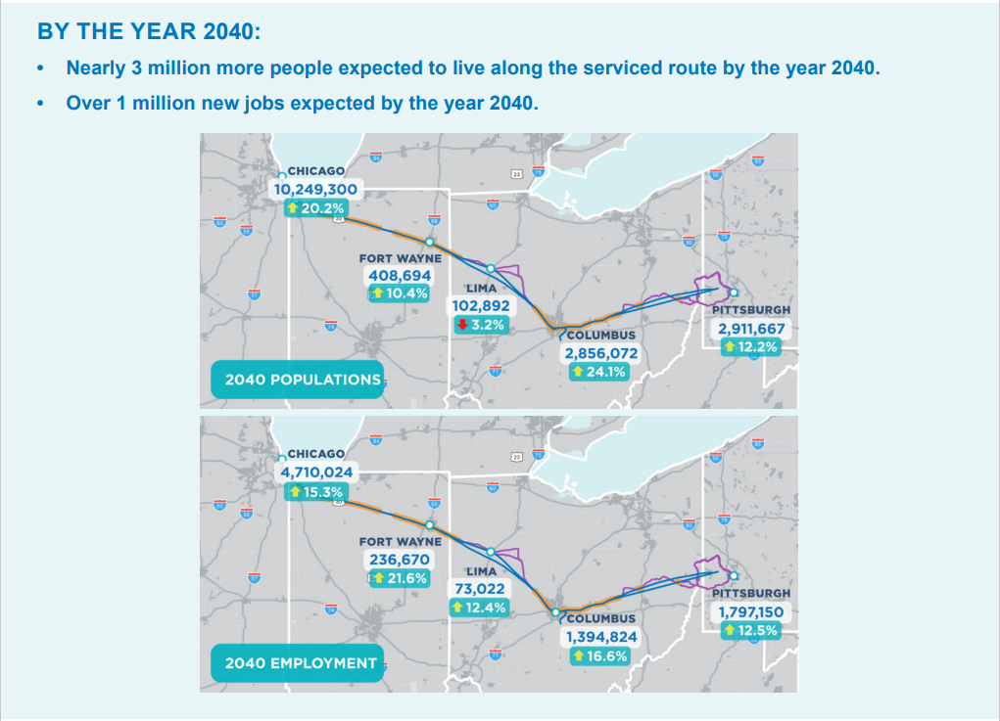 BY THE YEAR 2040:
• Nearly 3 million more people expected to live along the serviced route by the year 2040.
• Over 1 million new jobs expected by the year 2040.
CHICAGO
10,249,300
20.2%
FORT WAYNE
408,694
10.4%
LIMA
102,892
3.2%
COLUMBUS
2,856,072
24.1%
PITTSBURGH
2,911,667
12.2%
2040 POPULATIONS
23
CHICAGO
4,710,024
15.3%
FORT WAYNE
236,670
21.6%
LIMA
73,022
12.4%
COLUMBUS
1,394,824
16.6%
PITTSBURGH
1,797,150
12.5%
2040 EMPLOYMENT
23